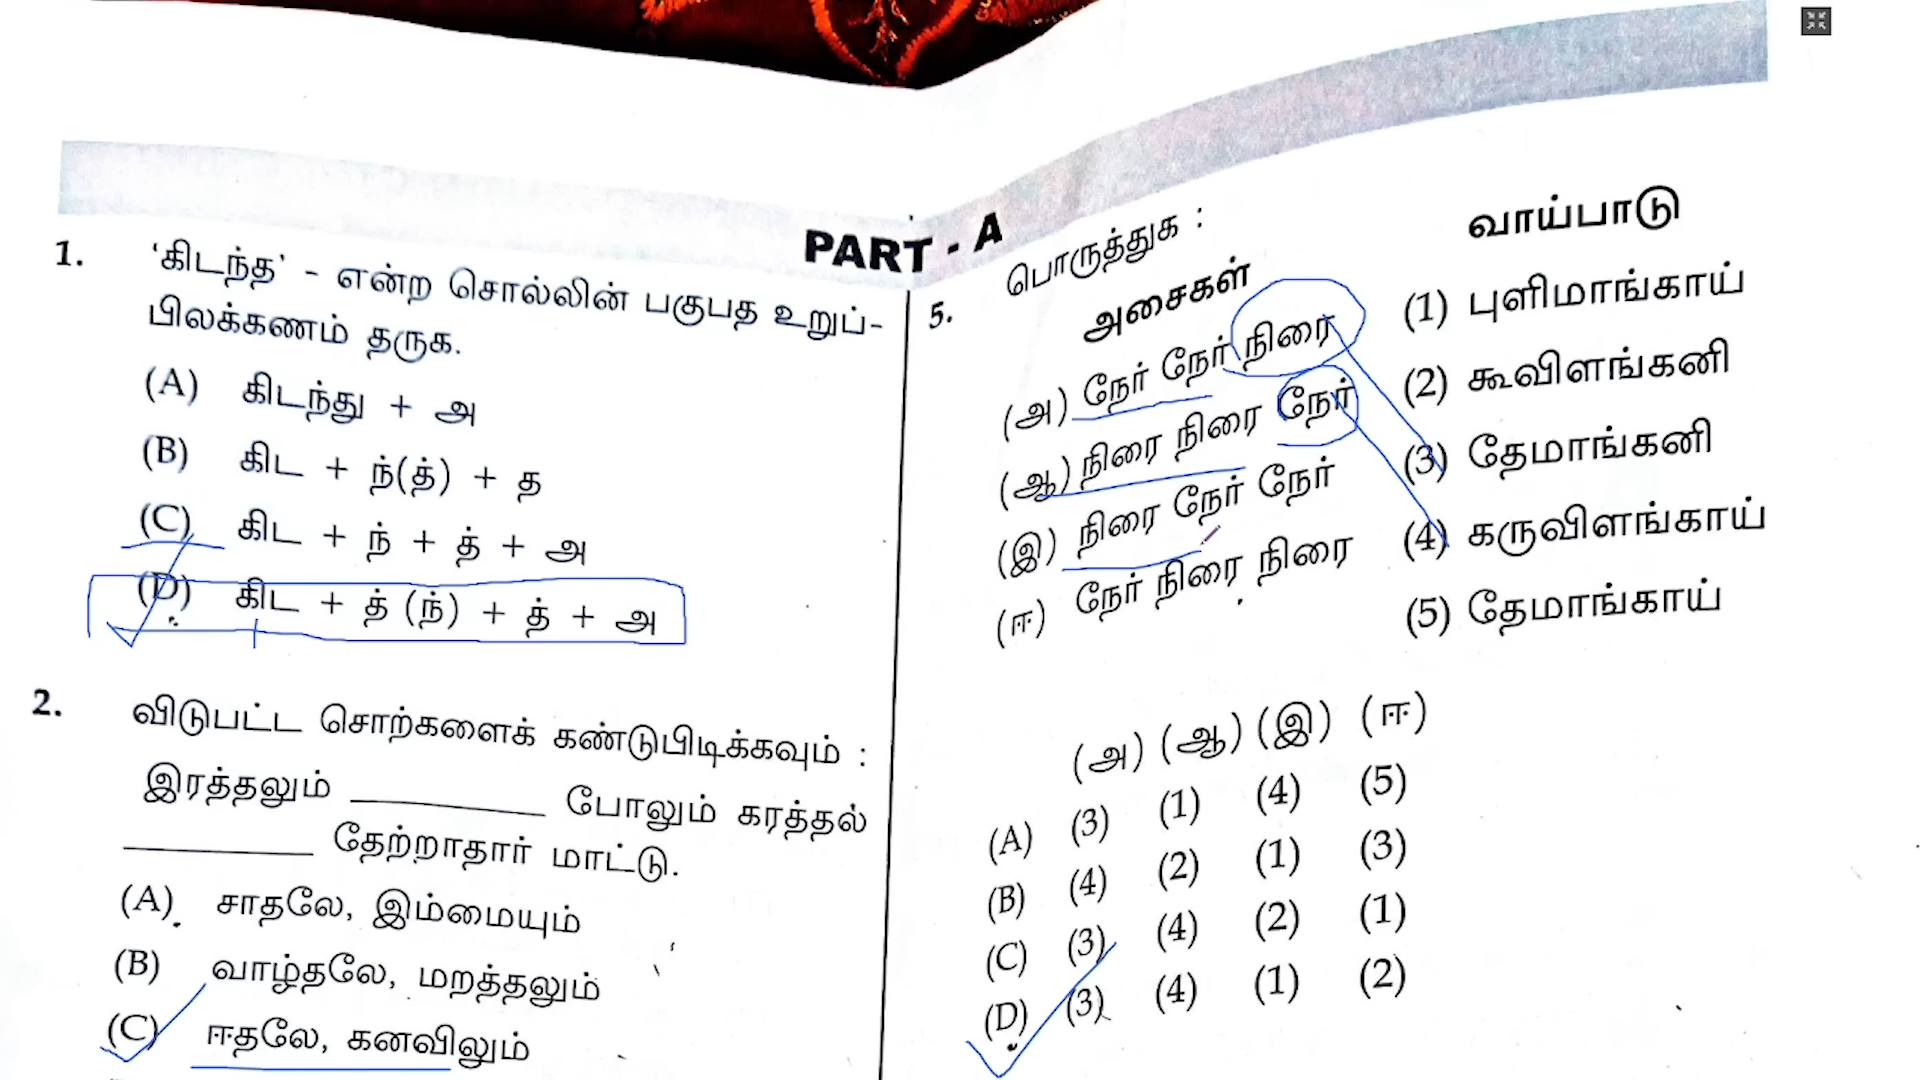 PART - A
1. 'கிடந்த' - என்ற சொல்லின் பகுபத உறுப்-
பிலக்கணம் தருக.
(A) கிடந்து + அ
(B) கிட + ந்(த்) + த
(C) கிட + ந் + த் + அ
(D) கிட + த் (ந்) + த் + அ
2. விடுபட்ட சொற்களைக் கண்டுபிடிக்கவும் :
இரத்தலும் __________ போலும் கரத்தல்
__________ தேற்றாதார் மாட்டு.
(A) சாதலே, இம்மையும்
(B) வாழ்தலே, மறத்தலும்
(C) ஈதலே, கனவிலும்
5. பொருத்துக :
அசைகள் வாய்பாடு
(அ) நேர் நேர் நிரை (1) புளிமாங்காய்
(ஆ) நிரை நிரை நேர் (2) கூவிளங்கனி
(இ) நிரை நேர் நேர் (3) தேமாங்கனி
(ஈ) நேர் நிரை நிரை (4) கருவிளங்காய்
(5) தேமாங்காய்
(அ) (ஆ) (இ) (ஈ)
(A) (3) (1) (4) (5)
(B) (4) (2) (1) (3)
(C) (3) (4) (2) (1)
(D) (3) (4) (1) (2)